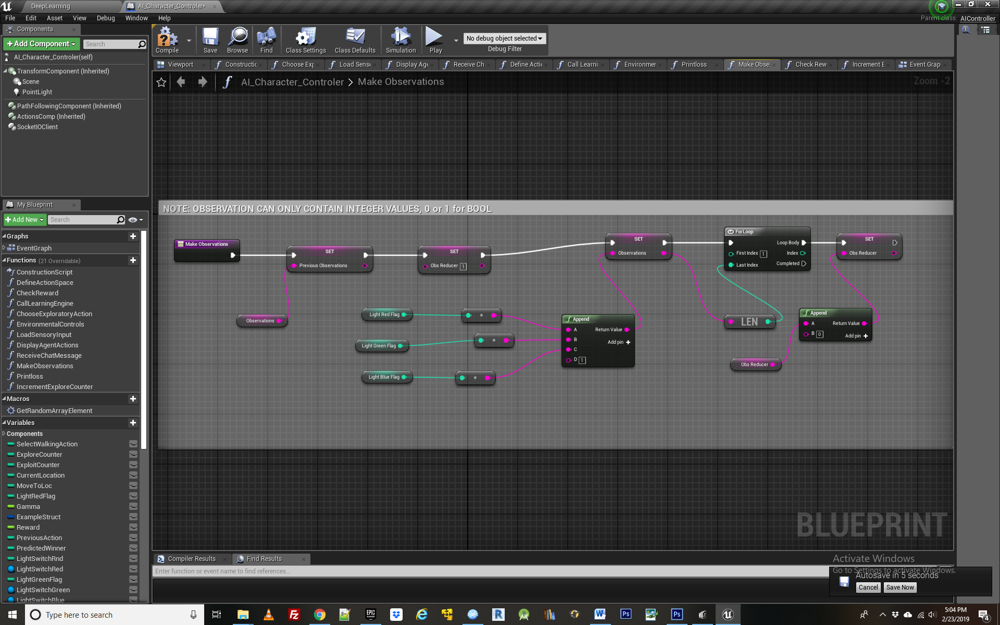 DeepLearning
AI_Character_Controler*
File Edit Asset View Debug Window Help
Parent class: AIController
Components
+Add Component
Search
AI_Character_Controler(self)
TransformComponent (Inherited)
Scene
PointLight
PathFollowingComponent (Inherited)
ActionsComp (Inherited)
SocketIOClient
Compile
Save
Browse
Find
Class Settings
Class Defaults
Simulation
Play
No debug object selected
Debug Filter
Viewport
Constructic
Choose Exp
Load Sens
Display Ag
Receive Ch
Define Acti
Call Learni
Environmer
Printloss
Make Obse
Check Rew
Increment E
Event Grap
AI_Character_Controler > Make Observations
Zoom -2
My Blueprint
+Add New
Search
Graphs
EventGraph
Functions (21 Overridable)
ConstructionScript
DefineActionSpace
CheckReward
CallLearningEngine
ChooseExploratoryAction
EnvironmentalControls
LoadSensoryInput
DisplayAgentActions
ReceiveChatMessage
MakeObservations
Printloss
IncrementExploreCounter
Macros
GetRandomArrayElement
Variables
Components
SelectWalkingAction
ExploreCounter
ExploitCounter
CurrentLocation
MoveToLoc
LightRedFlag
Gamma
ExampleStruct
Reward
PreviousAction
PredictedWinner
LightSwitchRnd
LightSwitchRed
LightGreenFlag
LightSwitchGreen
LightSwitchBlue
NOTE: OBSERVATION CAN ONLY CONTAIN INTEGER VALUES, 0 or 1 for BOOL
Make Observations
SET
Previous Observations
SET
Obs Reducer 1
SET
Observations
ForLoop
Loop Body
First Index 1
Index
Last Index
Completed
SET
Obs Reducer
Observations
Light Red Flag
Light Green Flag
Light Blue Flag
Append
A
Return Value
B
Add pin +
C
D 1
LEN
Append
A
Return Value
B 0
Add pin +
Obs Reducer
BLUEPRINT
Compiler Results
Find Results
Enter function or event name to find references...
Activate Windows
Go to Settings to activate Windows.
Autosave in 5 seconds
Cancel
Save Now
Type here to search
5:04 PM
2/23/2019
4